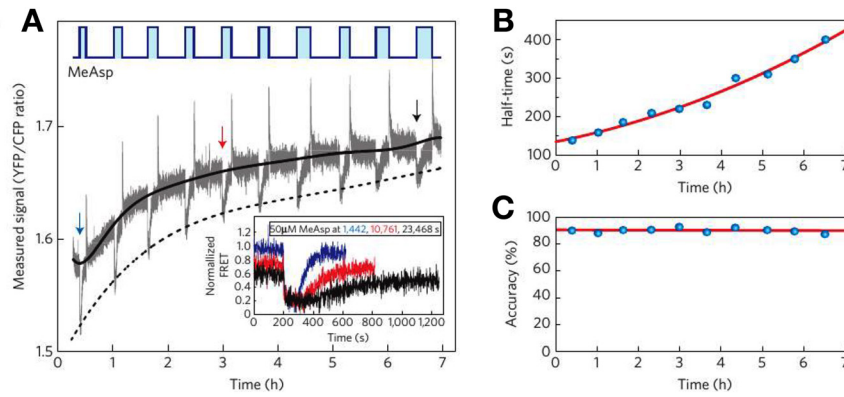 A
MeAsp
Measured signal (YFP/CFP ratio)
1.7
1.6
1.5
0 1 2 3 4 5 6 7
Time (h)
50μM MeAsp at 1,442, 10,761, 23,468 s
Normallized
FRET
1.2
1.0
0.8
0.6
0.4
0.2
0
0 200 400 600 800 1,000 1,200
Time (s)
B
Half-time (s)
400
300
200
100
0 1 2 3 4 5 6 7
Time (h)
C
Accuracy (%)
100
80
60
40
20
0
0 1 2 3 4 5 6 7
Time (h)